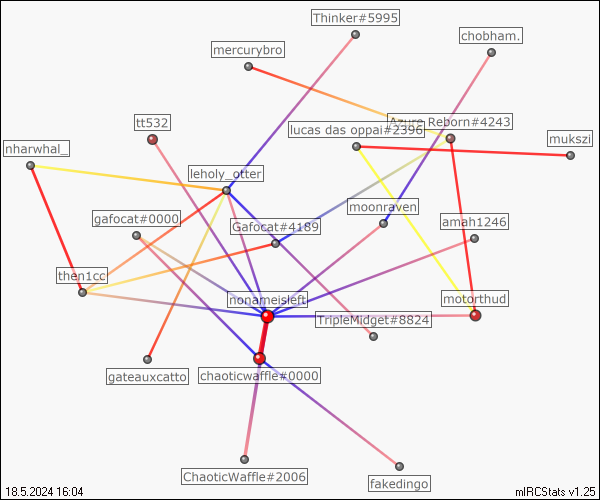 Thinker#5995
chobham.
mercurybro
tt532
Azure Reborn#4243
lucas das oppai#2396
mukszi
nharwhal_
leholy_otter
moonraven
gafocat#0000
Gafocat#4189
amah1246
then1cc
nonameisleft
motorthud
TripleMidget#8824
gateauxcatto
chaoticwaffle#0000
ChaoticWaffle#2006
fakedingo
18.5.2024 16:04
mIRCStats v1.25